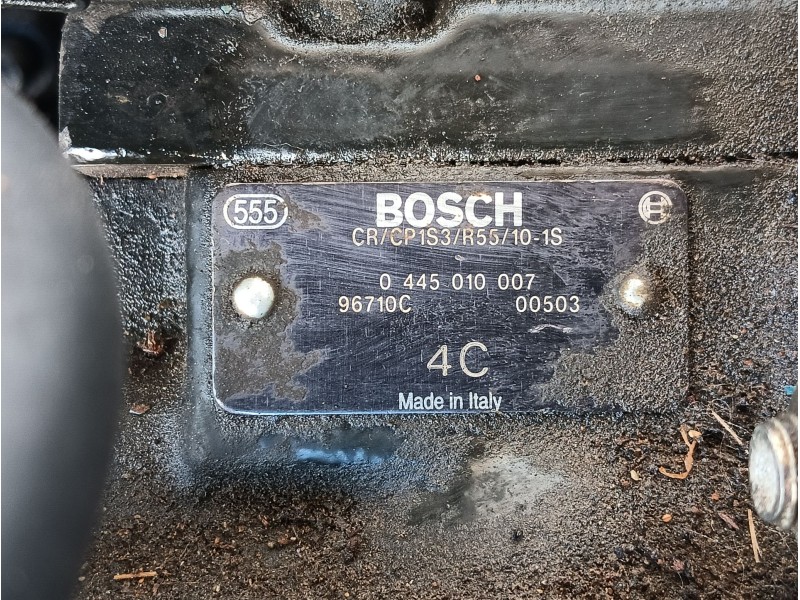 555 BOSCH
CR/CP1S3/R55/10-1S
0 445 010 007
96710C 00503
4C
Made in Italy